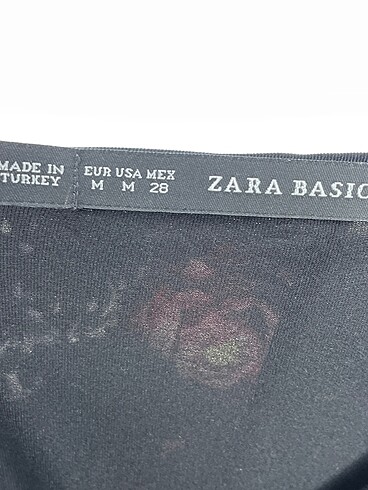 MADE IN
TURKEY
EUR USA MEX
M M 28
ZARA BASIC